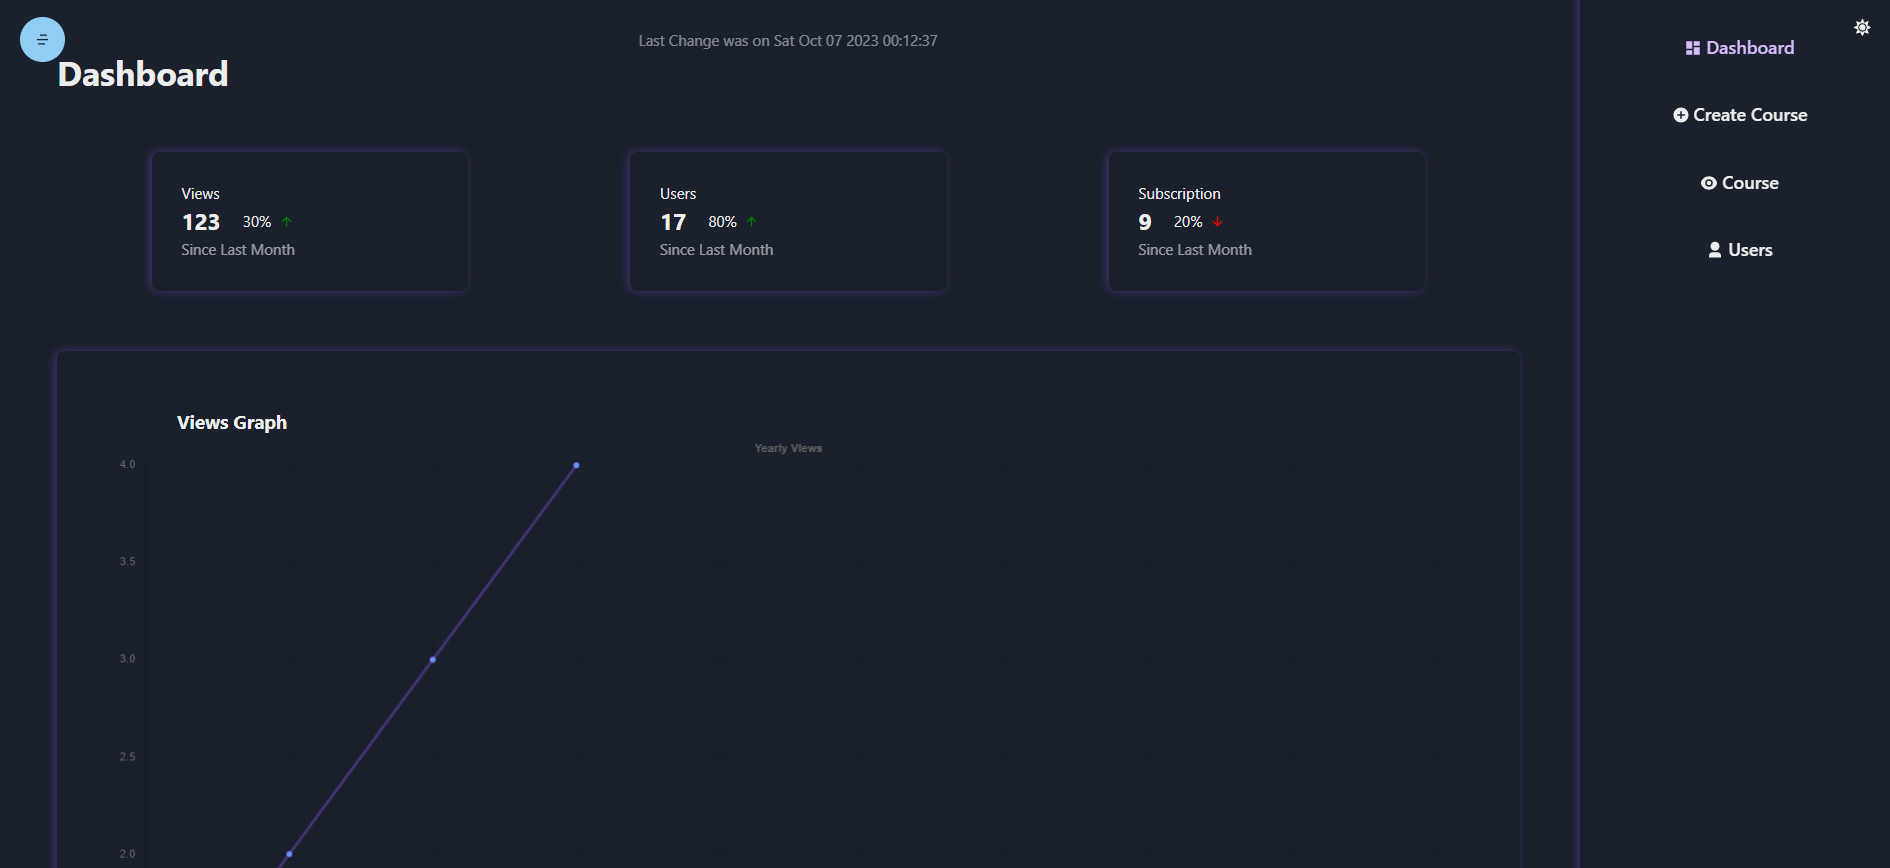 Last Change was on Sat Oct 07 2023 00:12:37
Dashboard
Views
123 30%
Since Last Month
Users
17 80%
Since Last Month
Subscription
9 20%
Since Last Month
Views Graph
Yearly Views
4.0
3.5
3.0
2.5
2.0
Dashboard
Create Course
Course
Users